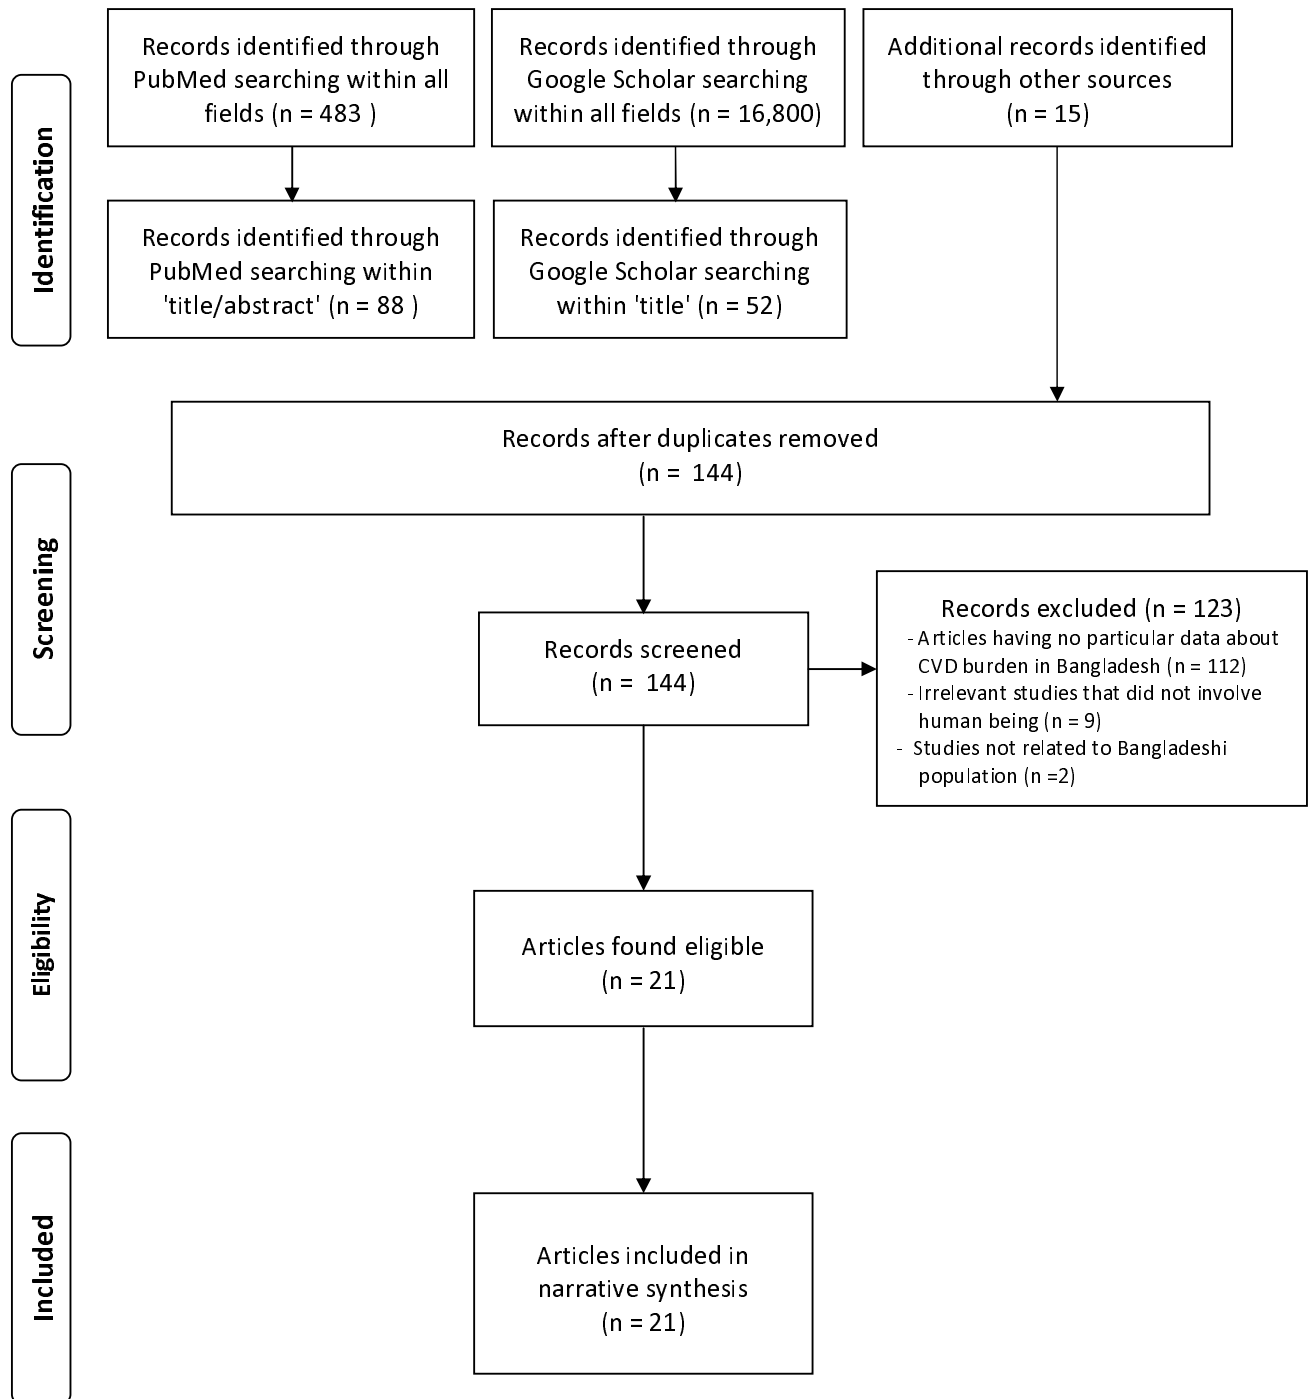 Identification
Records identified through
PubMed searching within all
fields (n = 483 )
Records identified through
Google Scholar searching
within all fields (n = 16,800)
Additional records identified
through other sources
(n = 15)
Records identified through
PubMed searching within
'title/abstract' (n = 88 )
Records identified through
Google Scholar searching
within 'title' (n = 52)
Screening
Records after duplicates removed
(n =  144)
Records screened
(n =  144)
Records excluded (n = 123)
- Articles having no particular data about
CVD burden in Bangladesh (n = 112)
- Irrelevant studies that did not involve
human being (n = 9)
-  Studies not related to Bangladeshi
population (n =2)
Eligibility
Articles found eligible
(n = 21)
Included
Articles included in
narrative synthesis
(n = 21)